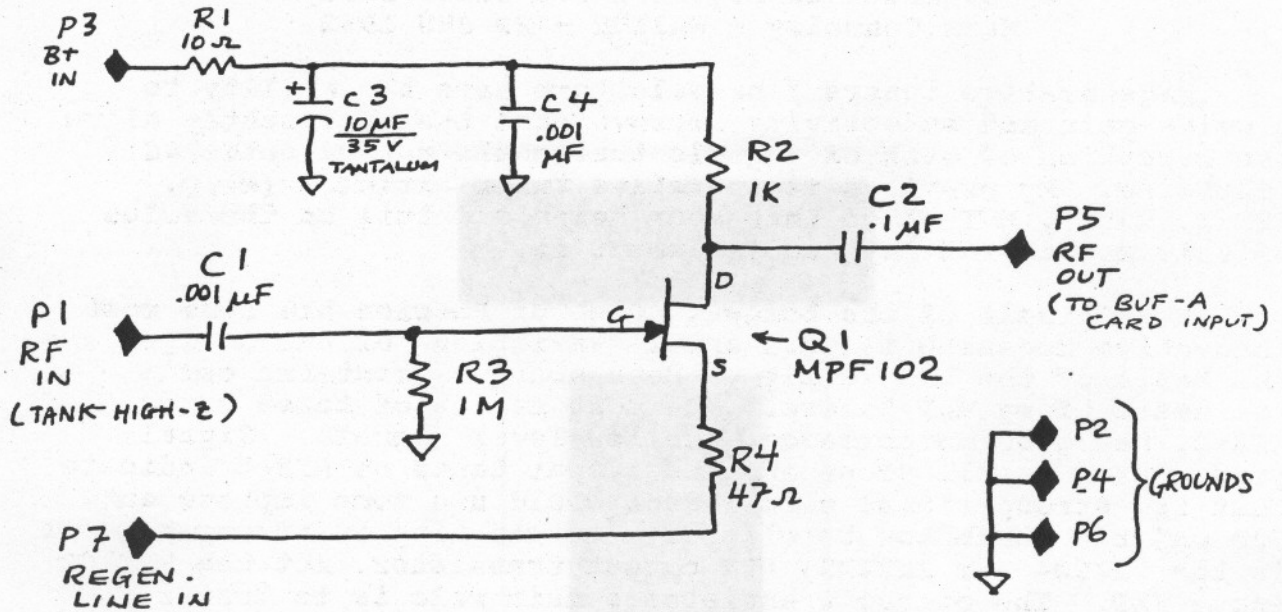 P3
B+
IN
R1
10Ω
+
C3
10µF
35V
TANTALUM
C4
.001
µF
R2
1K
C2
.1µF
P5
RF
OUT
(TO BUF-A
CARD INPUT)
C1
.001µF
P1
RF
IN
(TANK HIGH-Z)
R3
1M
G
D
S
← Q1
MPF102
R4
47Ω
P7
REGEN.
LINE IN
P2
P4
P6
GROUNDS